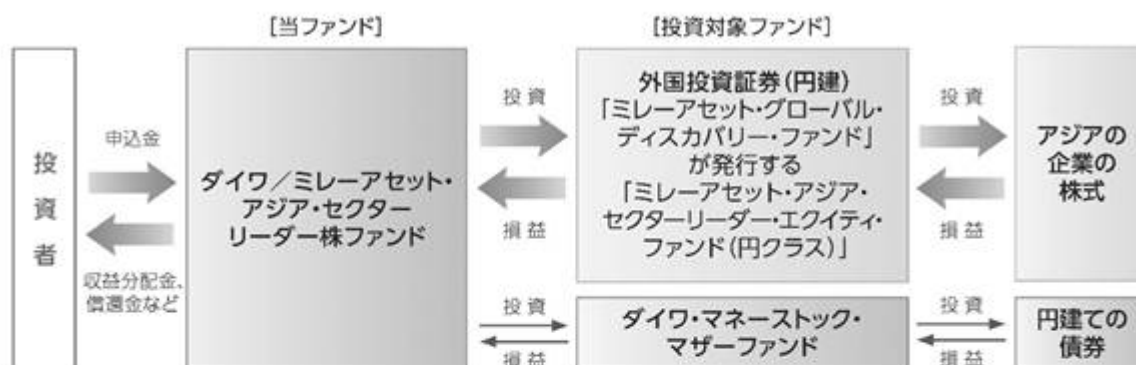 [当ファンド]
[投資対象ファンド]
投資者
申込金
収益分配金、
償還金など
ダイワ/ミレーアセット・
アジア・セクター
リーダー株ファンド
投資
損益
外国投資証券(円建)
「ミレーアセット・グローバル・
ディスカバリー・ファンド」
が発行する
「ミレーアセット・アジア・
セクターリーダー・エクイティ・
ファンド(円クラス)」
投資
損益
アジアの
企業の
株式
投資
損益
ダイワ・マネーストック・
マザーファンド
投資
損益
円建ての
債券